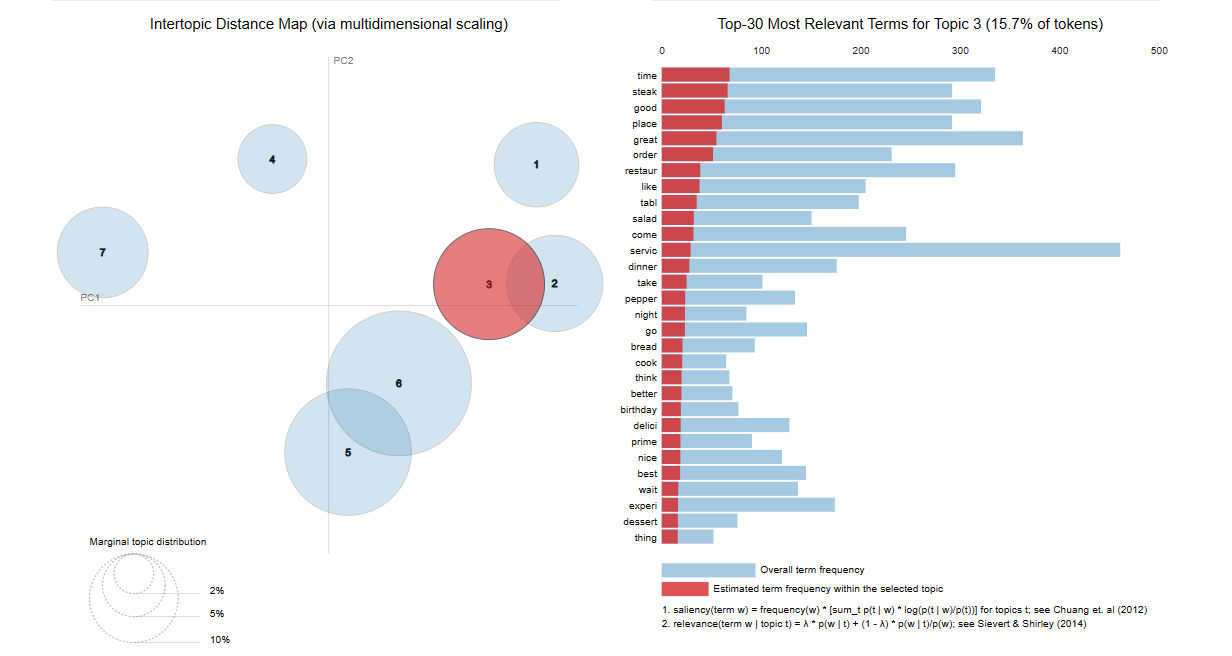 Intertopic Distance Map (via multidimensional scaling)
PC2
4
1
7
PC1
3
2
6
5
Marginal topic distribution
2%
5%
10%
Top-30 Most Relevant Terms for Topic 3 (15.7% of tokens)
0 100 200 300 400 500
time
steak
good
place
great
order
restaur
like
tabl
salad
come
servic
dinner
take
pepper
night
go
bread
cook
think
better
birthday
delici
prime
nice
best
wait
experi
dessert
thing
Overall term frequency
Estimated term frequency within the selected topic
1. saliency(term w) = frequency(w) * [sum_t p(t | w) * log(p(t | w)/p(t))] for topics t; see Chuang et. al (2012)
2. relevance(term w | topic t) = λ * p(w | t) + (1 - λ) * p(w | t)/p(w); see Sievert & Shirley (2014)